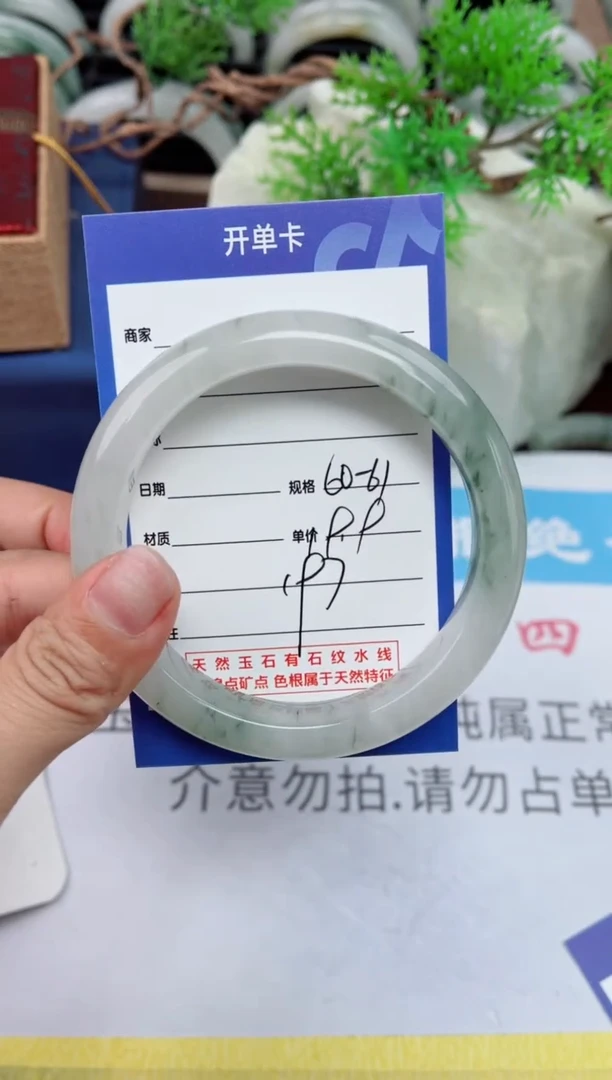 开单卡
商家
日期 规格 60-61
材质 单价
天然玉石有石纹水线
点矿点 色根属于天然特征
绝
四
纯属正常
介意勿拍.请勿占单